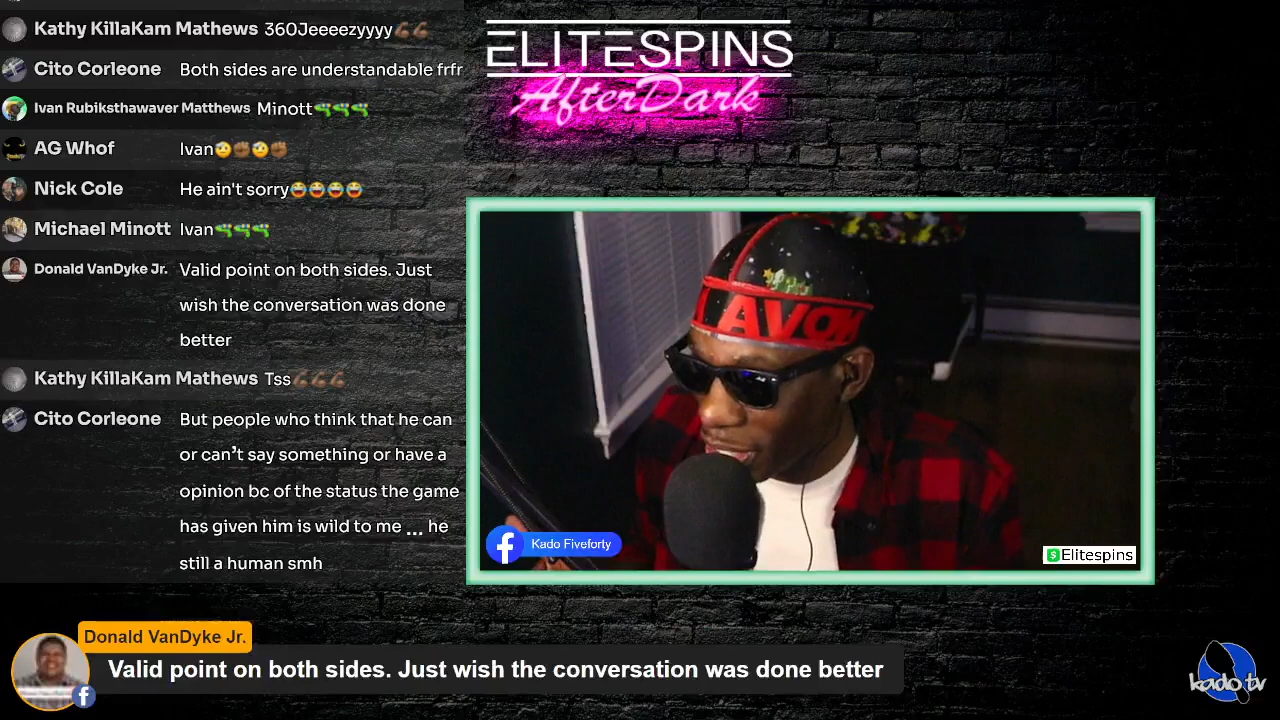 Kathy KillaKam Mathews 360Jeeeezyyyy💪🏾💪🏾
Cito Corleone Both sides are understandable frfr
Ivan Rubiksthawaver Matthews Minott🔫🔫🔫
AG Whof Ivan🫡✊🏾🫡✊🏾
Nick Cole He ain't sorry😂😂😂😂
Michael Minott Ivan🔫🔫🔫
Donald VanDyke Jr. Valid point on both sides. Just
wish the conversation was done
better
Kathy KillaKam Mathews Tss💪🏾💪🏾💪🏾
Cito Corleone But people who think that he can
or can't say something or have a
opinion bc of the status the game
has given him is wild to me ... he
still a human smh
ELITESPINS
AfterDark
Kado Fiveforty
$ Elitespins
Donald VanDyke Jr.
Valid point on both sides. Just wish the conversation was done better
kado tv